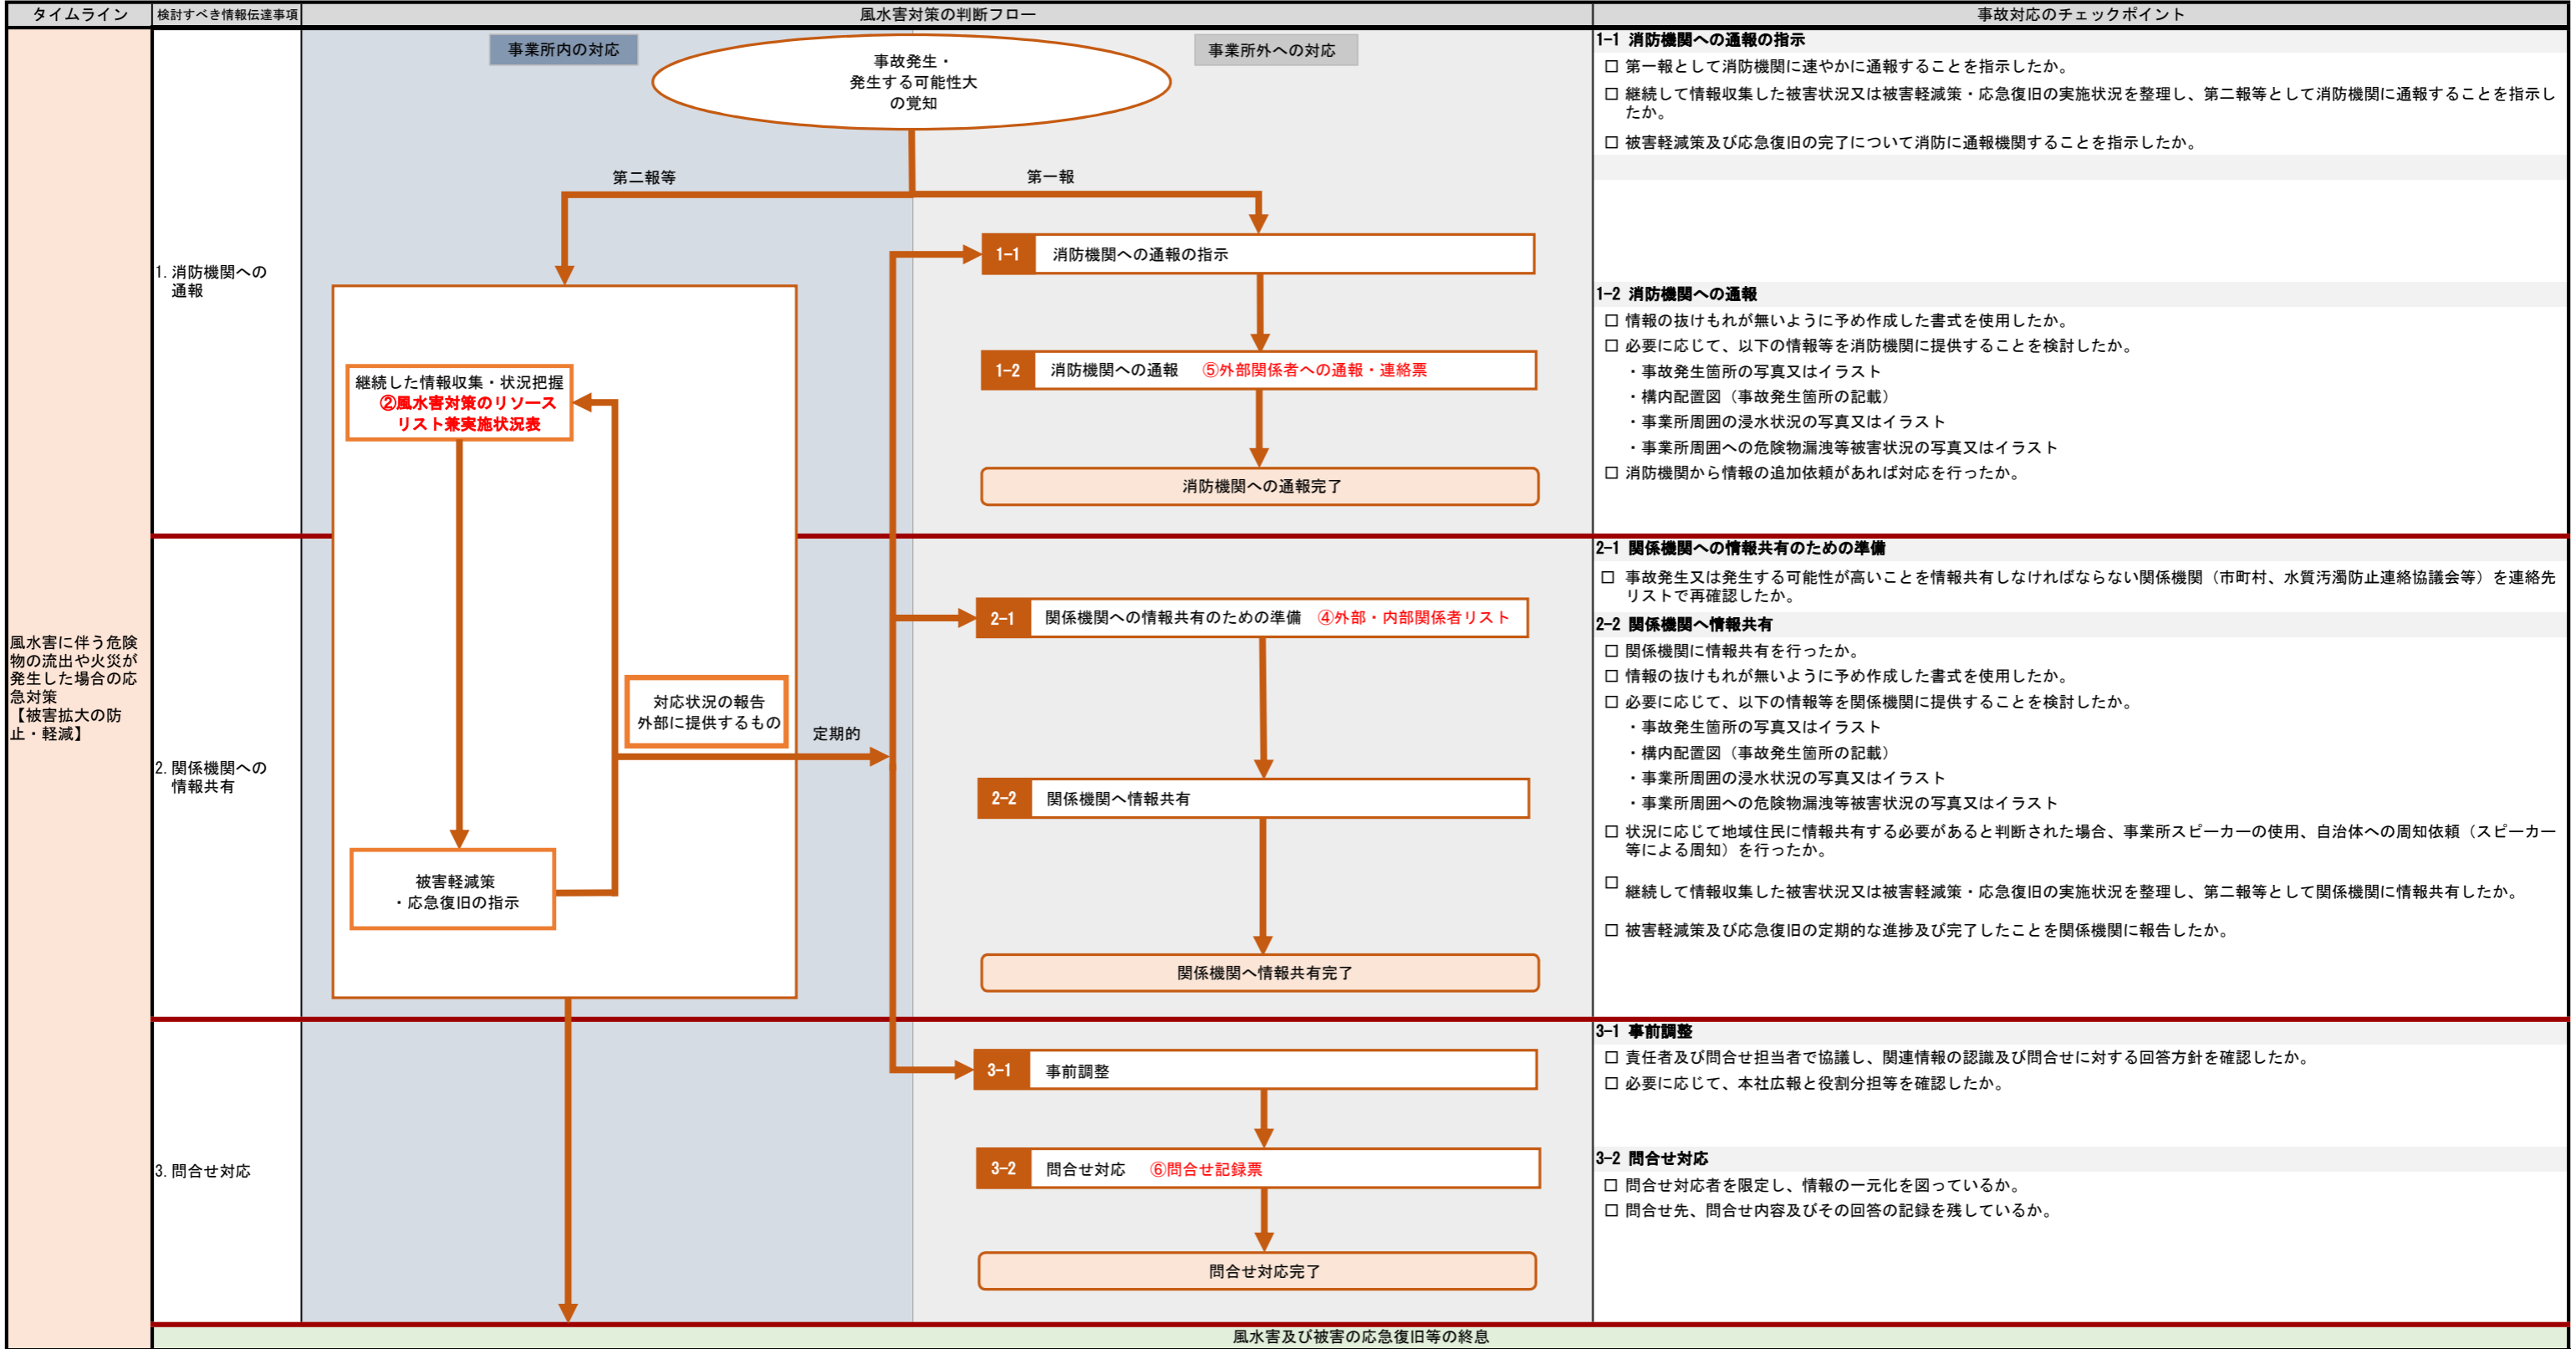 タイムライン
検討すべき情報伝達事項
風水害対策の判断フロー
事故対応のチェックポイント
風水害に伴う危険
物の流出や火災が
発生した場合の応
急対策
【被害拡大の防
止・軽減】
1. 消防機関への
通報
2. 関係機関への
情報共有
3. 問合せ対応
事業所内の対応
事業所外への対応
事故発生・
発生する可能性大
の覚知
第二報等
第一報
継続した情報収集・状況把握
②風水害対策のリソース
リスト兼実施状況表
被害軽減策
・応急復旧の指示
対応状況の報告
外部に提供するもの
定期的
1-1 消防機関への通報の指示
1-2 消防機関への通報 ⑤外部関係者への通報・連絡票
消防機関への通報完了
2-1 関係機関への情報共有のための準備 ④外部・内部関係者リスト
2-2 関係機関へ情報共有
関係機関へ情報共有完了
3-1 事前調整
3-2 問合せ対応 ⑥問合せ記録票
問合せ対応完了
1-1 消防機関への通報の指示
□ 第一報として消防機関に速やかに通報することを指示したか。
□ 継続して情報収集した被害状況又は被害軽減策・応急復旧の実施状況を整理し、第二報等として消防機関に通報することを指示し
たか。
□ 被害軽減策及び応急復旧の完了について消防に通報機関することを指示したか。
1-2 消防機関への通報
□ 情報の抜けもれが無いように予め作成した書式を使用したか。
□ 必要に応じて、以下の情報等を消防機関に提供することを検討したか。
・事故発生箇所の写真又はイラスト
・構内配置図（事故発生箇所の記載）
・事業所周囲の浸水状況の写真又はイラスト
・事業所周囲への危険物漏洩等被害状況の写真又はイラスト
□ 消防機関から情報の追加依頼があれば対応を行ったか。
2-1 関係機関への情報共有のための準備
□ 事故発生又は発生する可能性が高いことを情報共有しなければならない関係機関（市町村、水質汚濁防止連絡協議会等）を連絡先
リストで再確認したか。
2-2 関係機関へ情報共有
□ 関係機関に情報共有を行ったか。
□ 情報の抜けもれが無いように予め作成した書式を使用したか。
□ 必要に応じて、以下の情報等を関係機関に提供することを検討したか。
・事故発生箇所の写真又はイラスト
・構内配置図（事故発生箇所の記載）
・事業所周囲の浸水状況の写真又はイラスト
・事業所周囲への危険物漏洩等被害状況の写真又はイラスト
□ 状況に応じて地域住民に情報共有する必要があると判断された場合、事業所スピーカーの使用、自治体への周知依頼（スピーカー
等による周知）を行ったか。
□ 継続して情報収集した被害状況又は被害軽減策・応急復旧の実施状況を整理し、第二報等として関係機関に情報共有したか。
□ 被害軽減策及び応急復旧の定期的な進捗及び完了したことを関係機関に報告したか。
3-1 事前調整
□ 責任者及び問合せ担当者で協議し、関連情報の認識及び問合せに対する回答方針を確認したか。
□ 必要に応じて、本社広報と役割分担等を確認したか。
3-2 問合せ対応
□ 問合せ対応者を限定し、情報の一元化を図っているか。
□ 問合せ先、問合せ内容及びその回答の記録を残しているか。
風水害及び被害の応急復旧等の終息